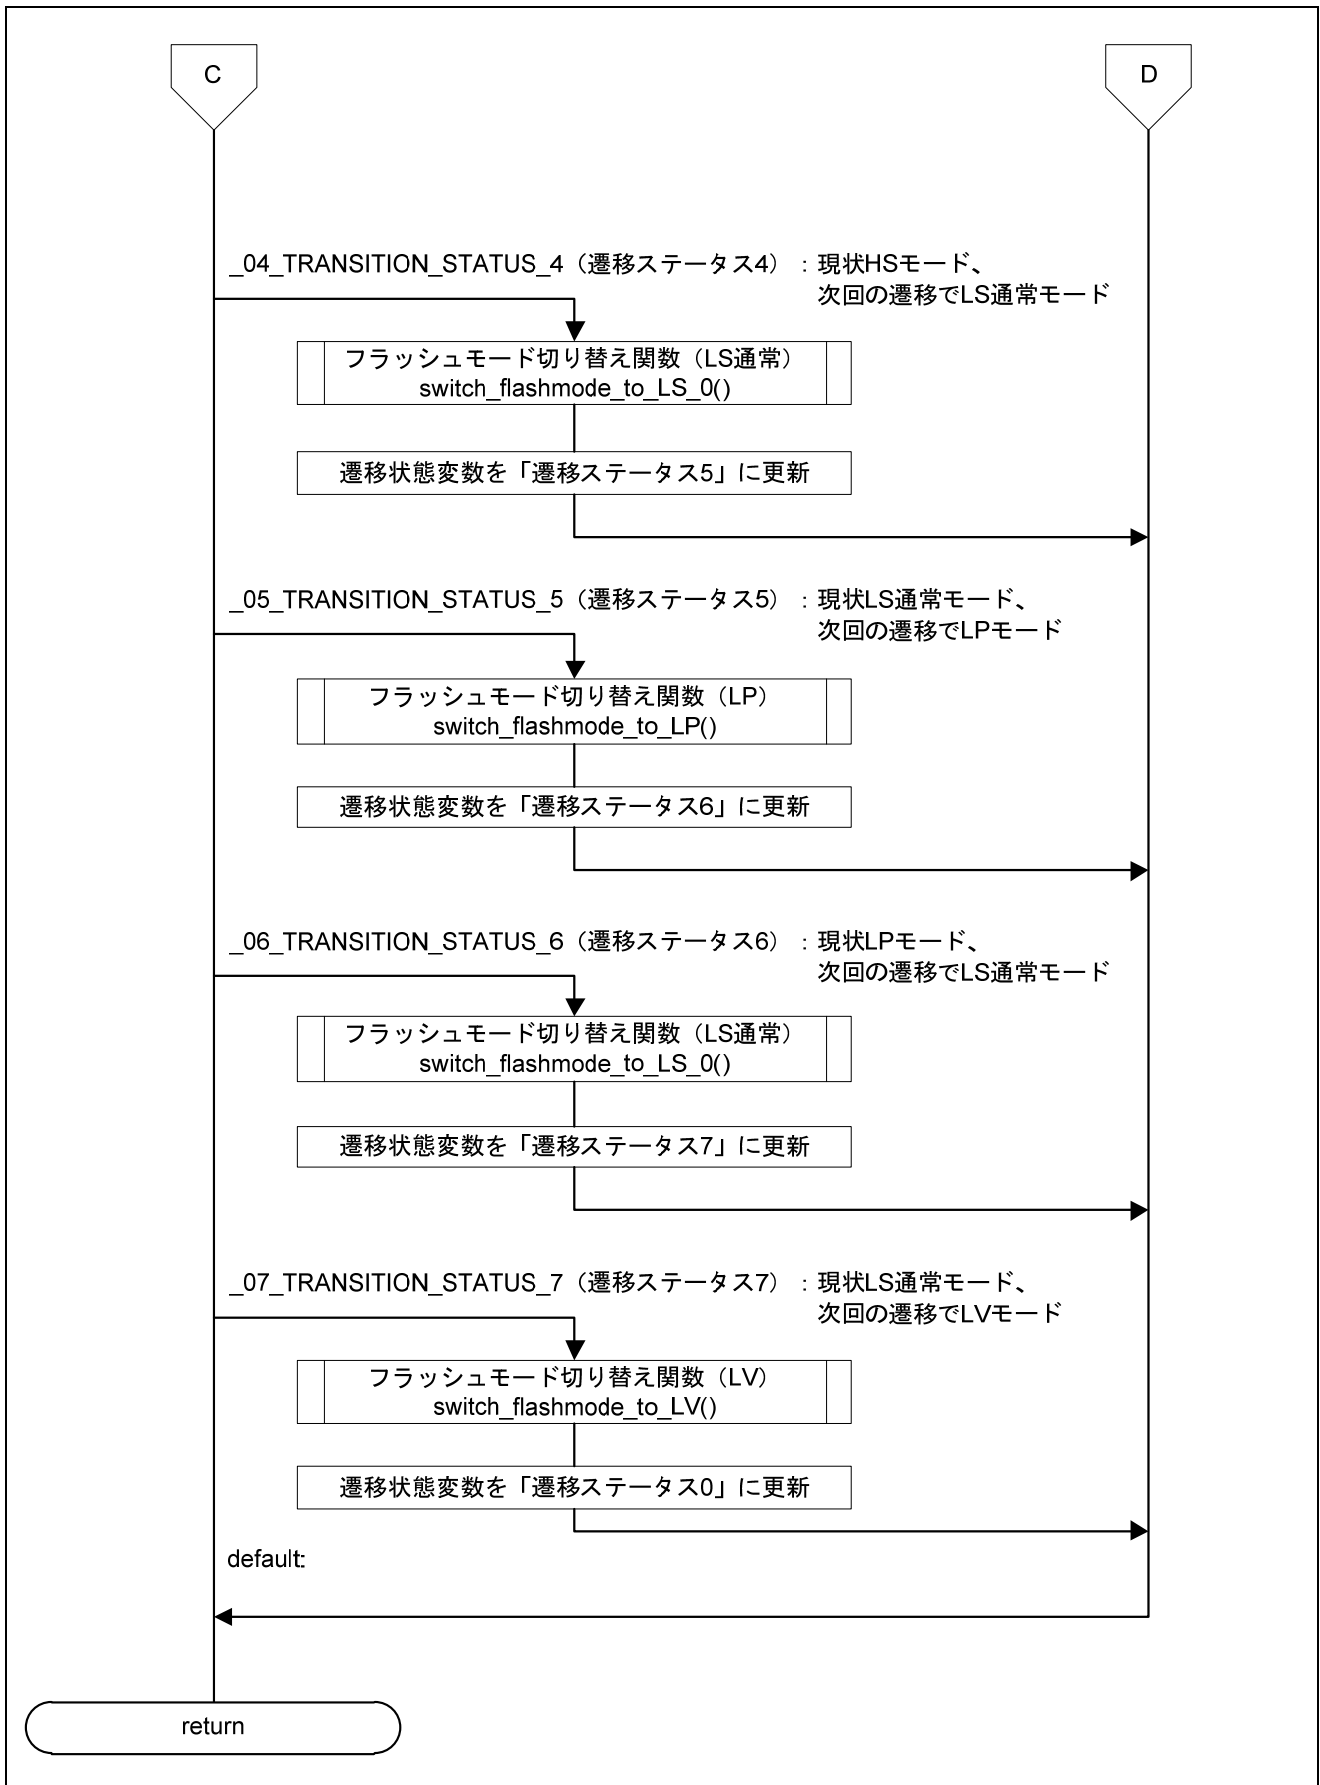 C
D
_04_TRANSITION_STATUS_4（遷移ステータス4）：現状HSモード、
次回の遷移でLS通常モード
フラッシュモード切り替え関数（LS通常）
switch_flashmode_to_LS_0()
遷移状態変数を「遷移ステータス5」に更新
_05_TRANSITION_STATUS_5（遷移ステータス5）：現状LS通常モード、
次回の遷移でLPモード
フラッシュモード切り替え関数（LP）
switch_flashmode_to_LP()
遷移状態変数を「遷移ステータス6」に更新
_06_TRANSITION_STATUS_6（遷移ステータス6）：現状LPモード、
次回の遷移でLS通常モード
フラッシュモード切り替え関数（LS通常）
switch_flashmode_to_LS_0()
遷移状態変数を「遷移ステータス7」に更新
_07_TRANSITION_STATUS_7（遷移ステータス7）：現状LS通常モード、
次回の遷移でLVモード
フラッシュモード切り替え関数（LV）
switch_flashmode_to_LV()
遷移状態変数を「遷移ステータス0」に更新
default:
return